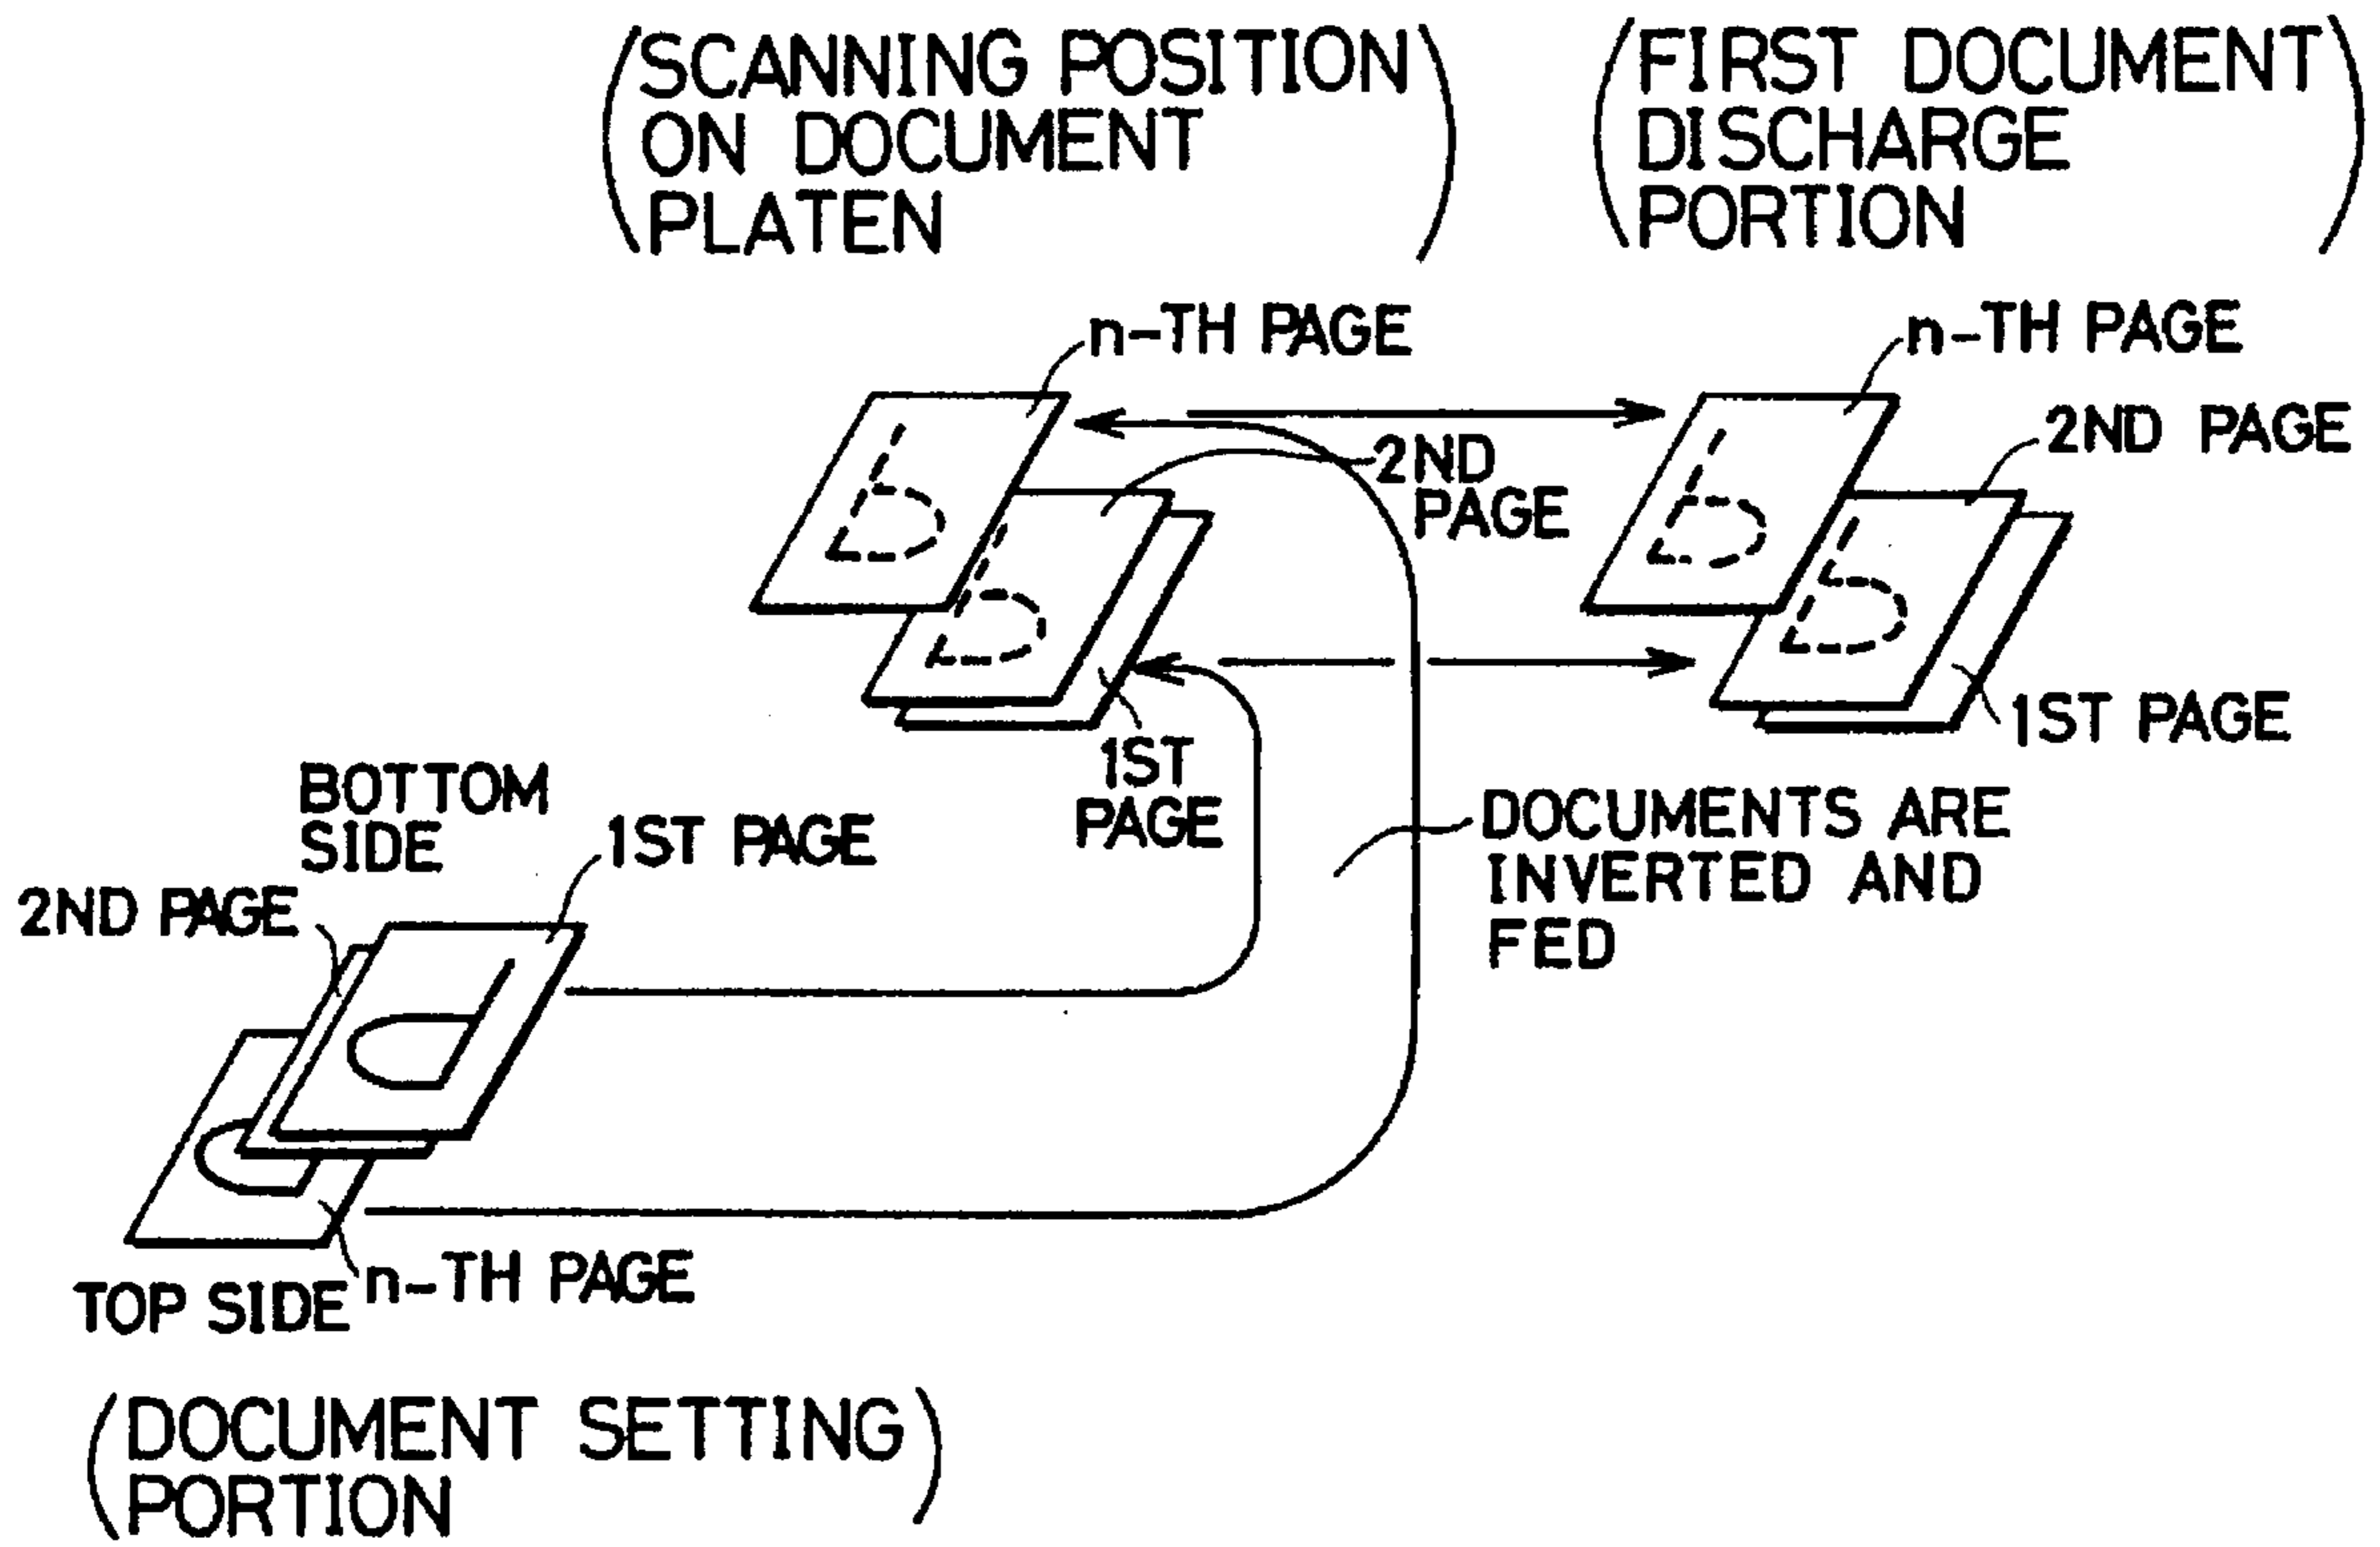 (SCANNING POSITION
ON DOCUMENT
PLATEN)
(FIRST DOCUMENT
DISCHARGE
PORTION)
n-TH PAGE
n-TH PAGE
2ND PAGE
2ND
PAGE
b
b
b
b
1ST PAGE
1ST
PAGE
BOTTOM
SIDE
1ST PAGE
2ND PAGE
DOCUMENTS ARE
INVERTED AND
FED
d
d
n-TH PAGE
TOP SIDE
(DOCUMENT SETTING
PORTION)